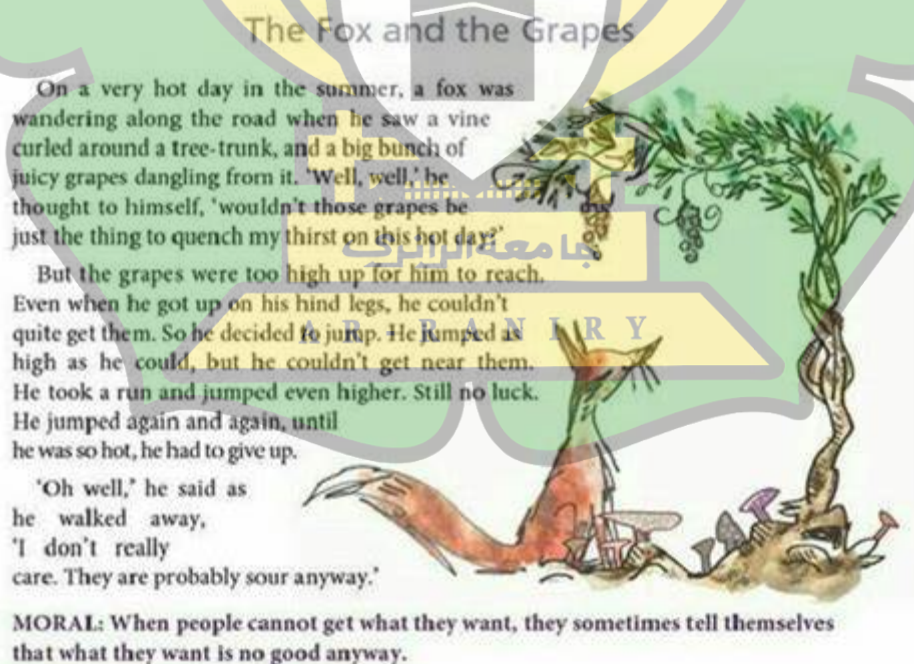 The Fox and the Grapes
On a very hot day in the summer, a fox was
wandering along the road when he saw a vine
curled around a tree-trunk, and a big bunch of
juicy grapes dangling from it. 'Well, well,' he
thought to himself, 'wouldn't those grapes be
just the thing to quench my thirst on this hot day?'
جامعة الرانري
But the grapes were too high up for him to reach.
Even when he got up on his hind legs, he couldn't
quite get them. So he decided to jump. He jumped as
A R - R A N I R Y
high as he could, but he couldn't get near them.
He took a run and jumped even higher. Still no luck.
He jumped again and again, until
he was so hot, he had to give up.
'Oh well,' he said as
he walked away,
'I don't really
care. They are probably sour anyway.'
MORAL: When people cannot get what they want, they sometimes tell themselves
that what they want is no good anyway.